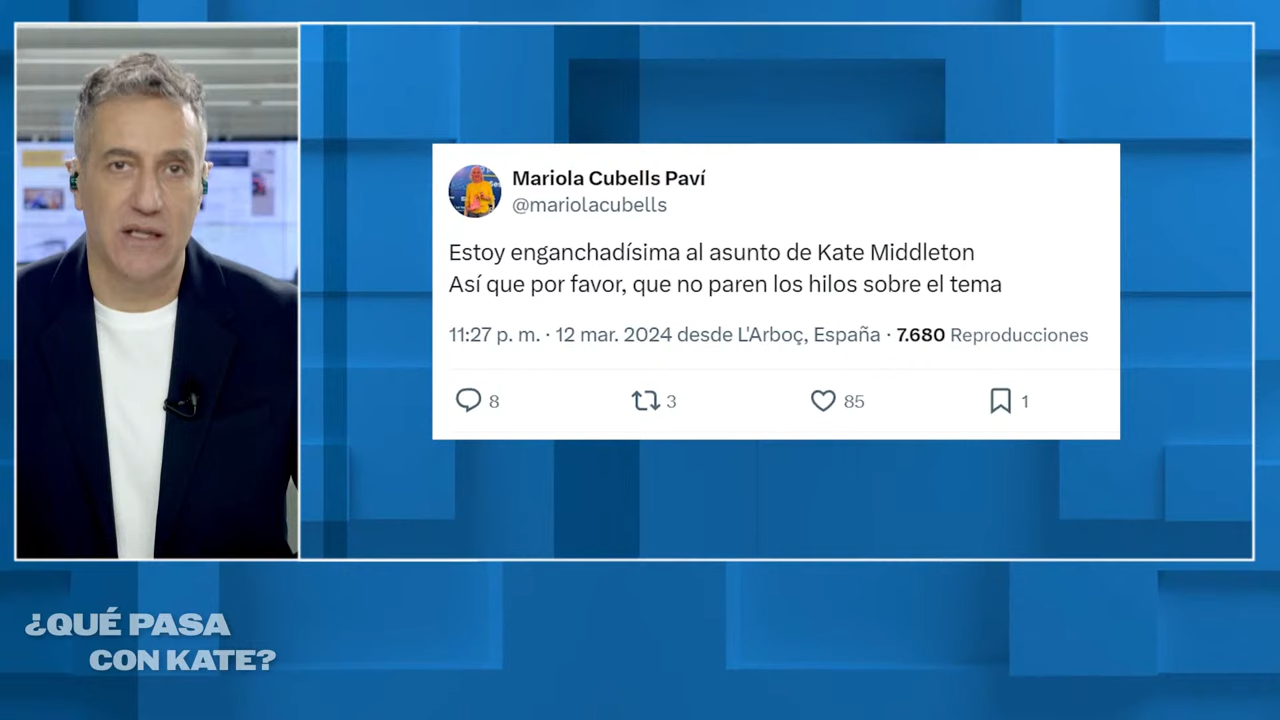 Mariola Cubells Paví
@mariolacubells
Estoy enganchadísima al asunto de Kate Middleton
Así que por favor, que no paren los hilos sobre el tema
11:27 p. m. · 12 mar. 2024 desde L'Arboç, España · 7.680 Reproducciones
8 3 85 1
¿QUÉ PASA
CON KATE?